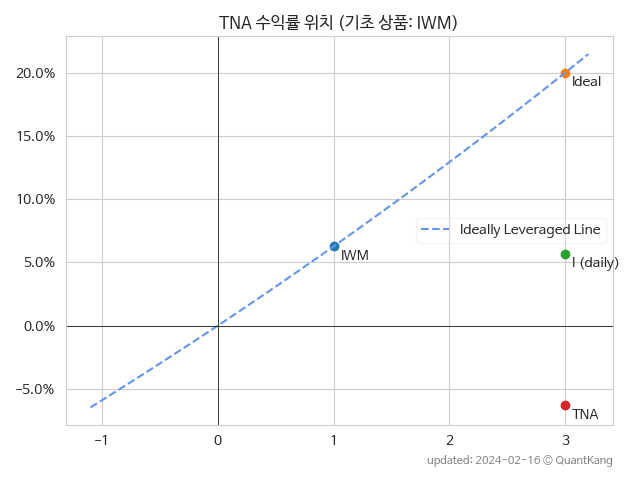 TNA 수익률 위치 (기초 상품: IWM)
20.0%
15.0%
10.0%
5.0%
0.0%
−5.0%
Ideal
Ideally Leveraged Line
IWM
I (daily)
TNA
−1
0
1
2
3
updated: 2024-02-16 © QuantKang